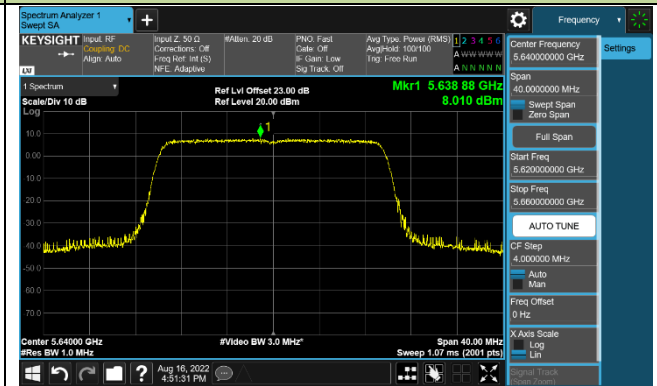 Spectrum Analyzer 1
Swept SA
+
Frequency
KEYSIGHT
Input: RF
Coupling: DC
Align: Auto
Input Z: 50 Ω
Corrections: Off
Freq Ref: Int (S)
NFE: Adaptive
#Atten: 20 dB
PNO: Fast
Gate: Off
IF Gain: Low
Sig Track: Off
Avg Type: Power (RMS)
Avg|Hold: 100/100
Trig: Free Run
1 2 3 4 5 6
A W W W W W
A N N N N N
LXI
1 Spectrum
Scale/Div 10 dB
Log
Ref Lvl Offset 23.00 dB
Ref Level 20.00 dBm
Mkr1 5.638 88 GHz
8.010 dBm
1
10.0
0.00
-10.0
-20.0
-30.0
-40.0
-50.0
-60.0
-70.0
Center 5.64000 GHz
#Res BW 1.0 MHz
#Video BW 3.0 MHz*
Span 40.00 MHz
Sweep 1.07 ms (2001 pts)
Center Frequency
5.640000000 GHz
Settings
Span
40.0000000 MHz
Swept Span
Zero Span
Full Span
Start Freq
5.620000000 GHz
Stop Freq
5.660000000 GHz
AUTO TUNE
CF Step
4.000000 MHz
Auto
Man
Freq Offset
0 Hz
X Axis Scale
Log
Lin
Signal Track
(Span Zoom)
?
Aug 16, 2022
4:51:31 PM